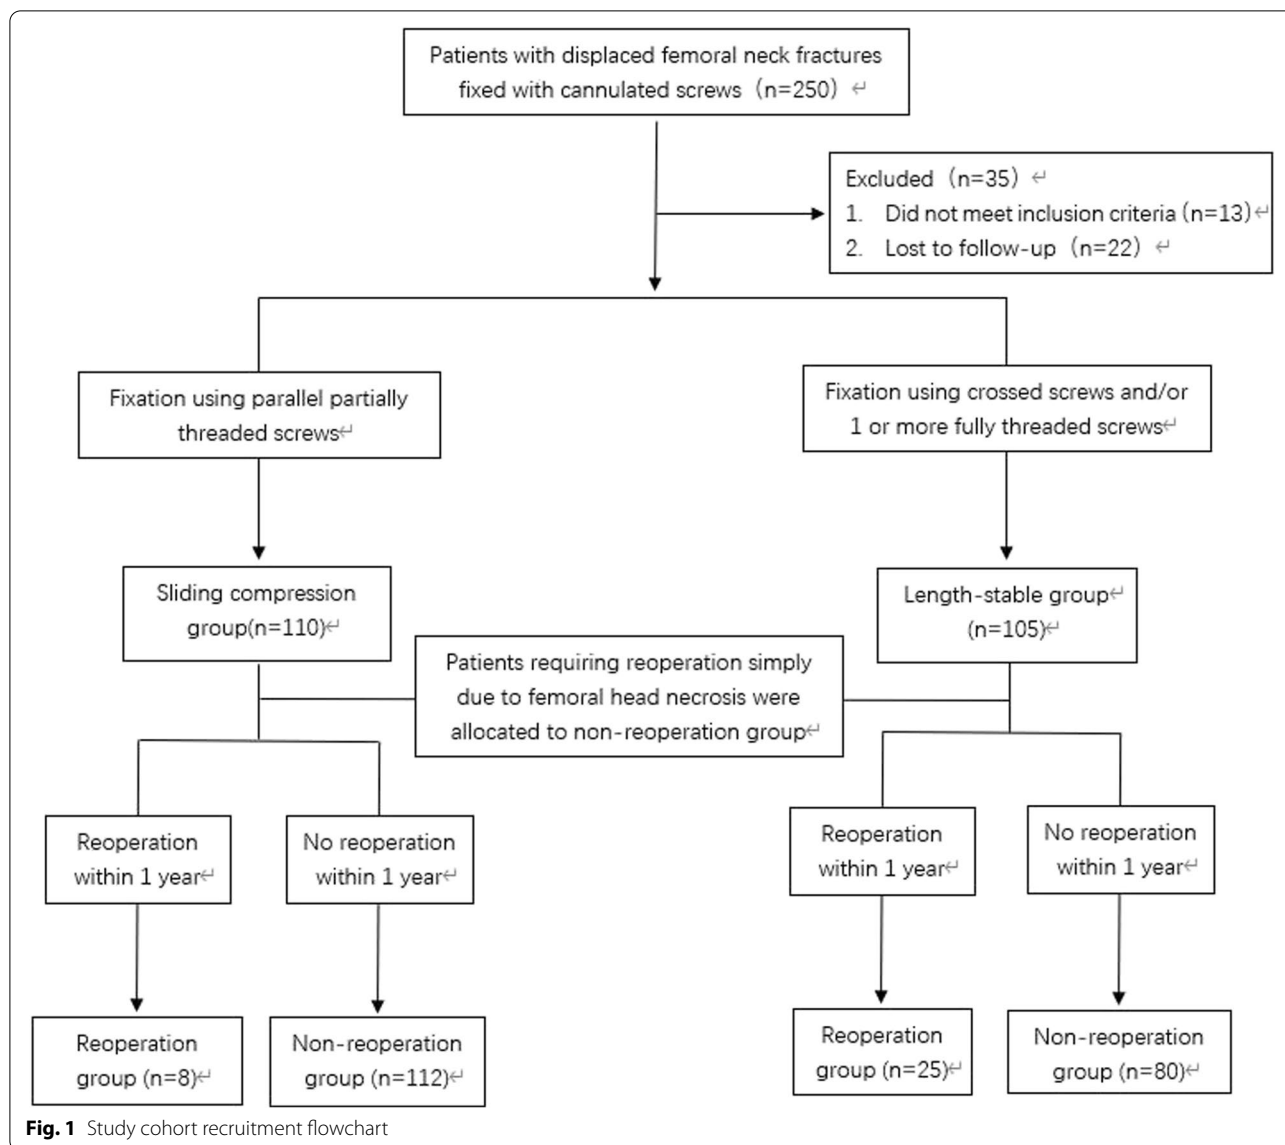 Patients with displaced femoral neck fractures
fixed with cannulated screws（n=250）↵
Excluded（n=35）↵
1. Did not meet inclusion criteria (n=13)↵
2. Lost to follow-up（n=22）↵
Fixation using parallel partially
threaded screws↵
Fixation using crossed screws and/or
1 or more fully threaded screws↵
Sliding compression
group(n=110)↵
Length-stable group↵
(n=105)↵
Patients requiring reoperation simply
due to femoral head necrosis were
allocated to non-reoperation group↵
Reoperation
within 1 year↵
No reoperation
within 1 year↵
Reoperation
within 1 year↵
No reoperation
within 1 year↵
Reoperation
group (n=8)↵
Non-reoperation
group (n=112)↵
Reoperation
group (n=25)↵
Non-reoperation
group (n=80)↵
Fig. 1 Study cohort recruitment flowchart